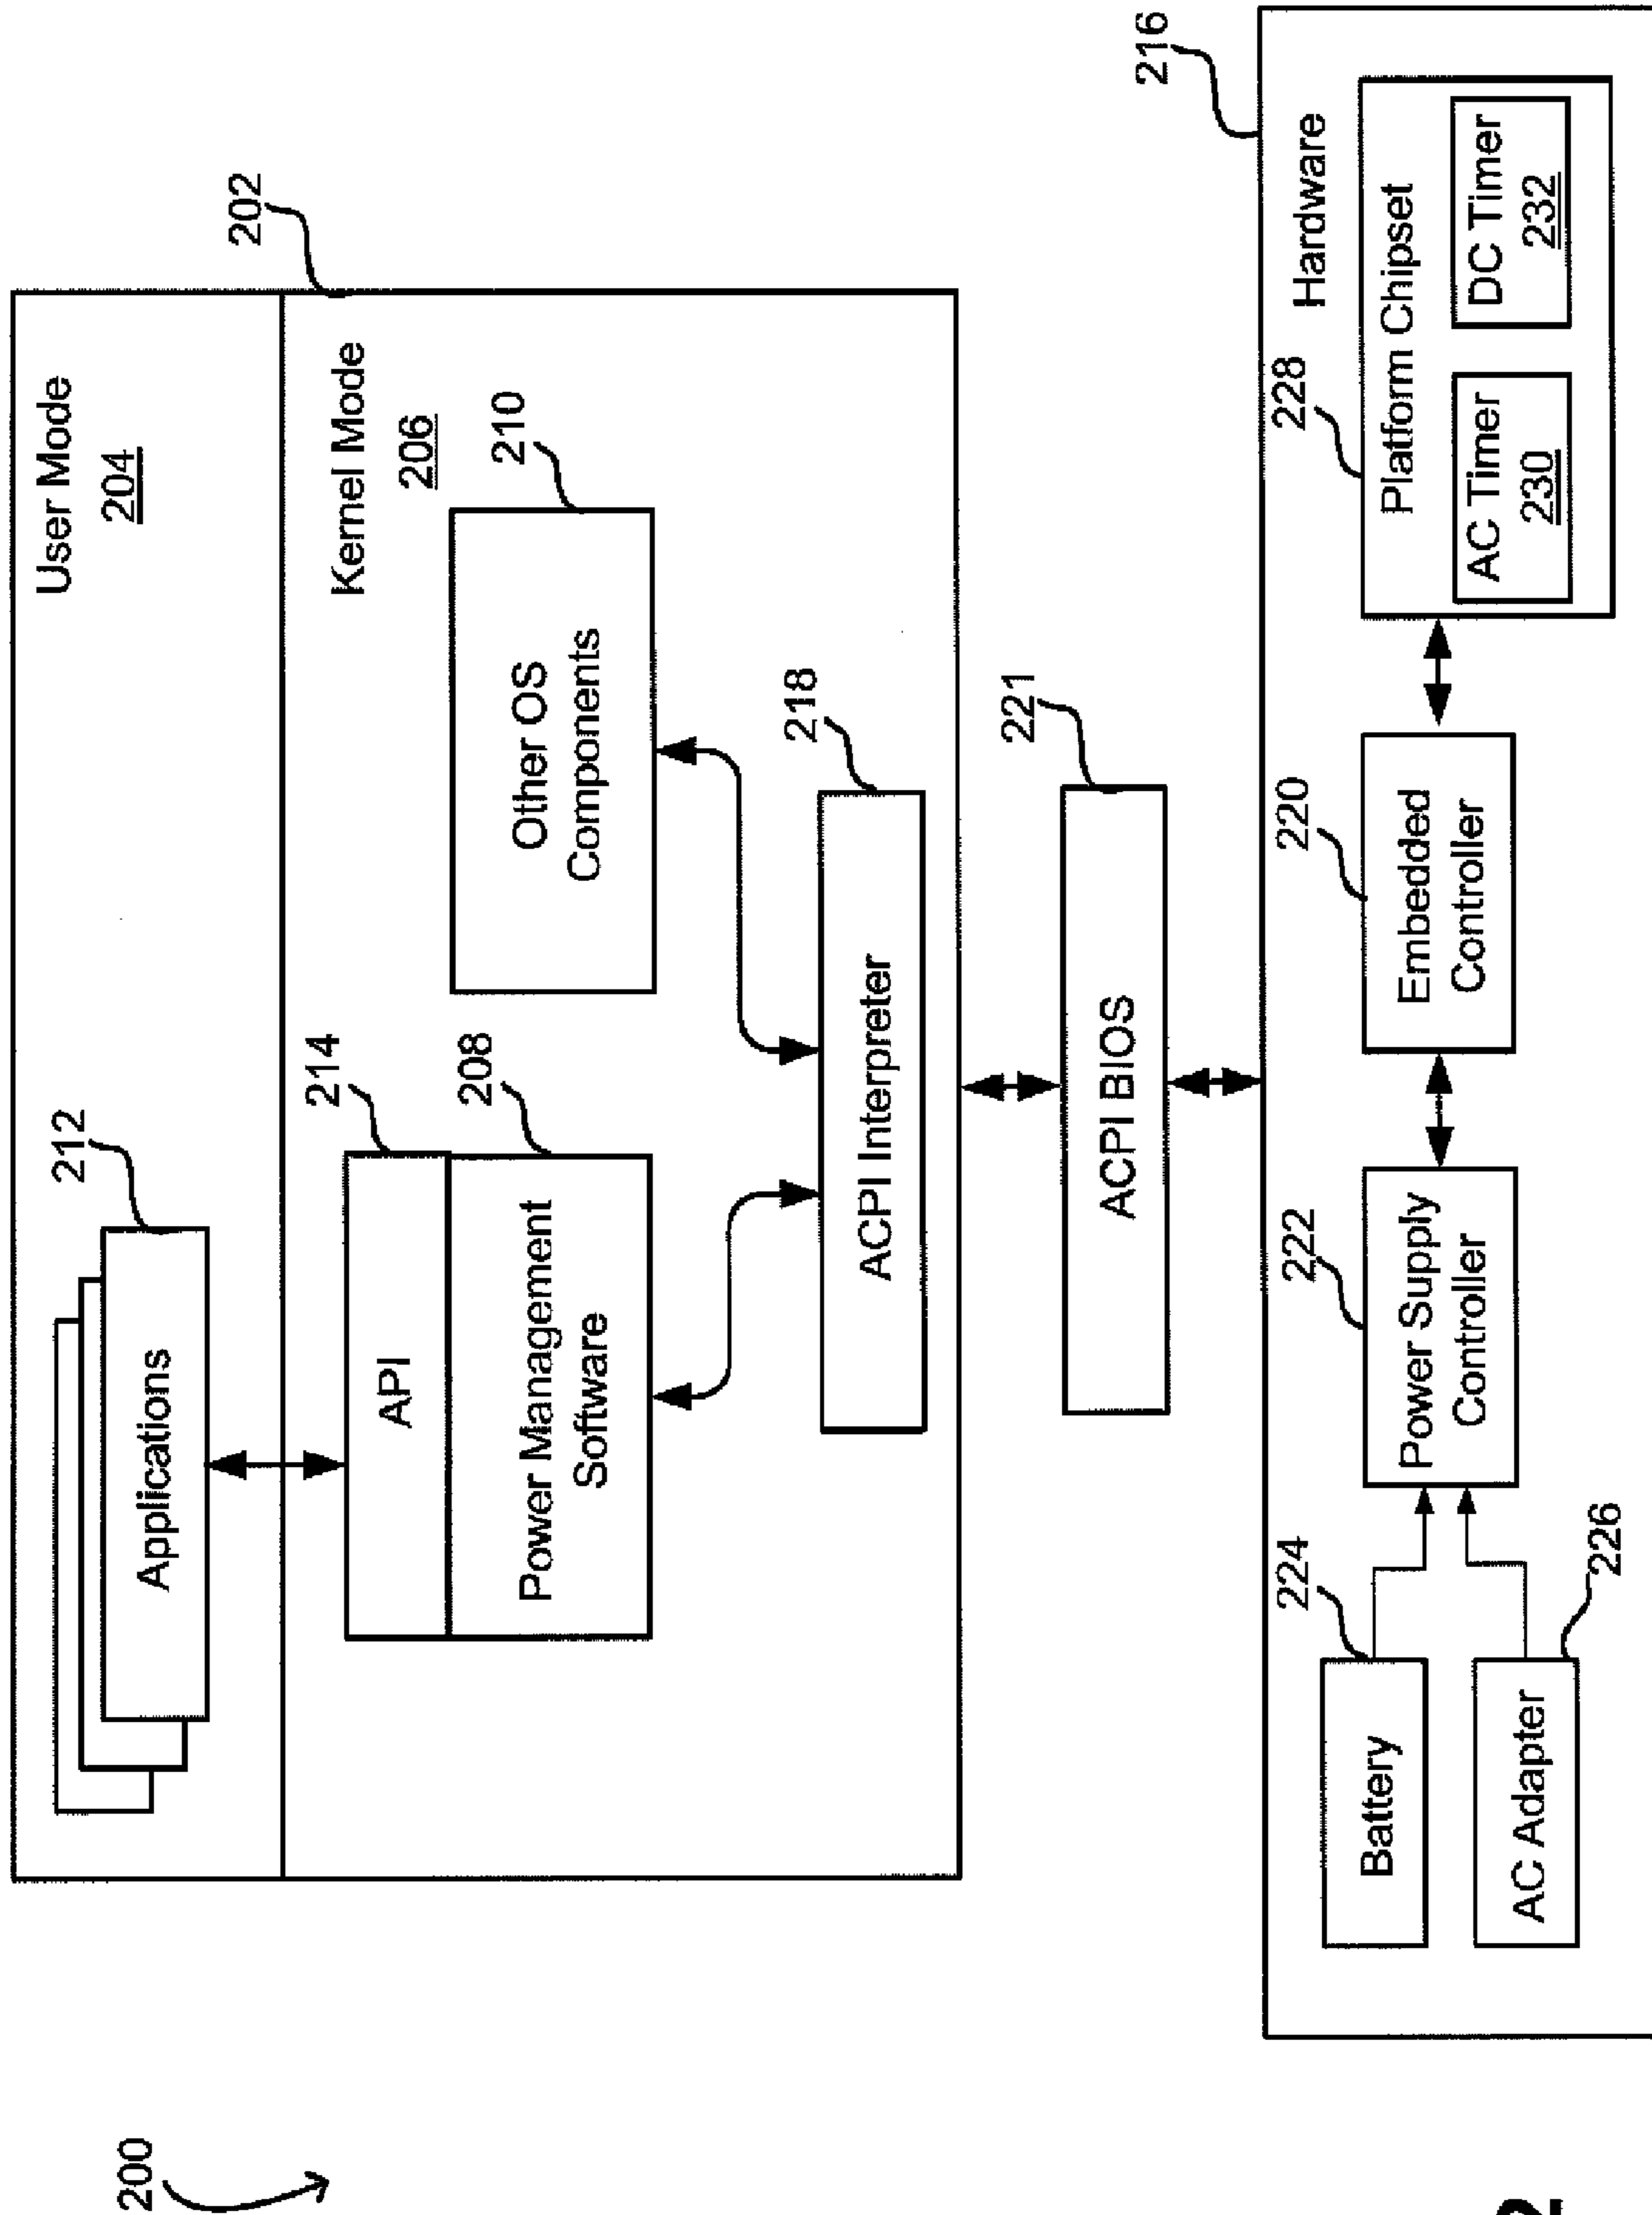 200
User Mode
204
212
Applications
202
Kernel Mode
206
214
API
208
Power Management
Software
210
Other OS
Components
218
ACPI Interpreter
221
ACPI BIOS
216
Hardware
224
Battery
AC Adapter
226
222
Power Supply
Controller
220
Embedded
Controller
228
Platform Chipset
AC Timer
230
DC Timer
232